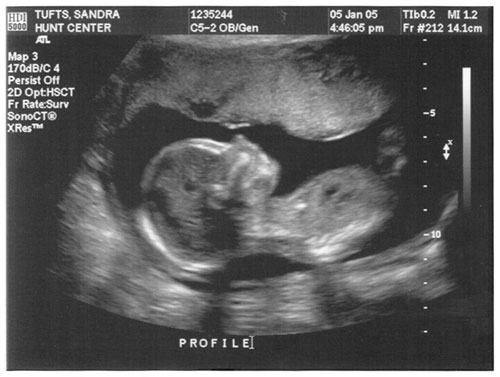 HDI 5000
TUFTS, SANDRA 1235244 05 Jan 05 TIb0.2 MI 1.2
HUNT CENTER C5-2 OB/Gen 4:46:05 pm Fr #212 14.1cm
ATL
Map 3
170dB/C 4
Persist Off
2D Opt:HSCT
Fr Rate:Surv
SonoCT®
XRes™
5
x
10
PROFILE